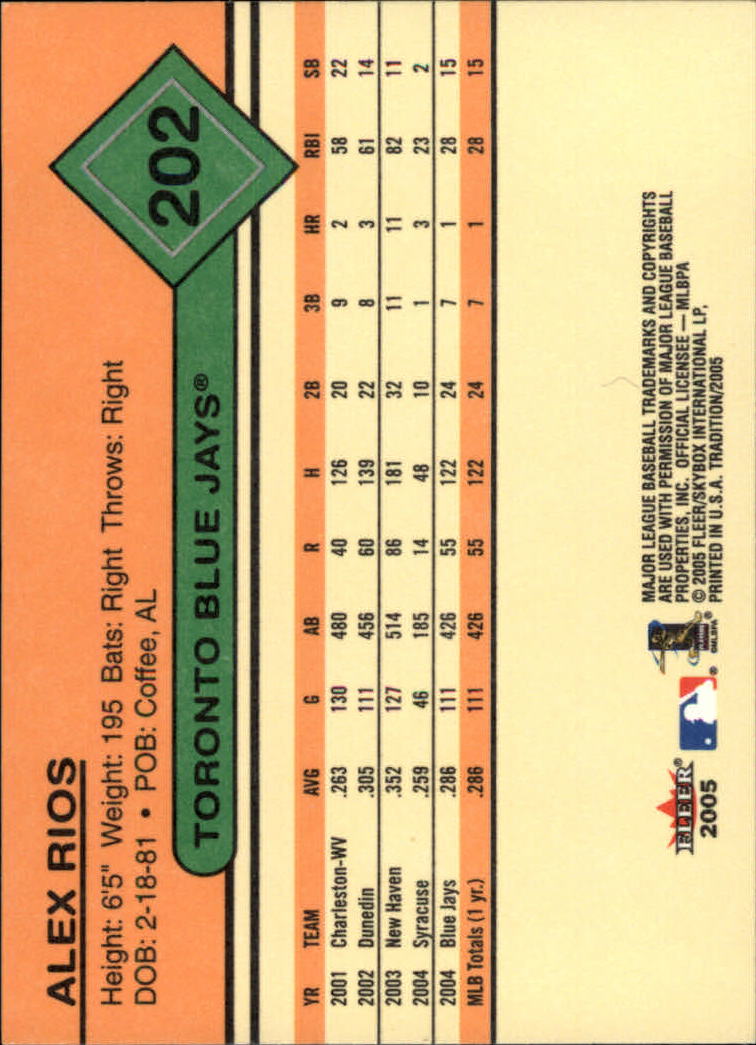 ALEX RIOS
Height: 6'5" Weight: 195 Bats: Right Throws: Right
DOB: 2-18-81 • POB: Coffee, AL
202
TORONTO BLUE JAYS®
YR TEAM AVG G AB R H 2B 3B HR RBI SB
2001 Charleston-WV .263 130 480 40 126 20 9 2 58 22
2002 Dunedin .305 111 456 60 139 22 8 3 61 14
2003 New Haven .352 127 514 86 181 32 11 11 82 11
2004 Syracuse .259 46 185 14 48 10 1 3 23 2
2004 Blue Jays .286 111 426 55 122 24 7 1 28 15
MLB Totals (1 yr.) .286 111 426 55 122 24 7 1 28 15
FLEER®
2005
®
®
©MLBPA
MAJOR LEAGUE BASEBALL TRADEMARKS AND COPYRIGHTS
ARE USED WITH PERMISSION OF MAJOR LEAGUE BASEBALL
PROPERTIES, INC. OFFICIAL LICENSEE — MLBPA
© 2005 FLEER/SKYBOX INTERNATIONAL LP,
PRINTED IN U.S.A. TRADITION/2005